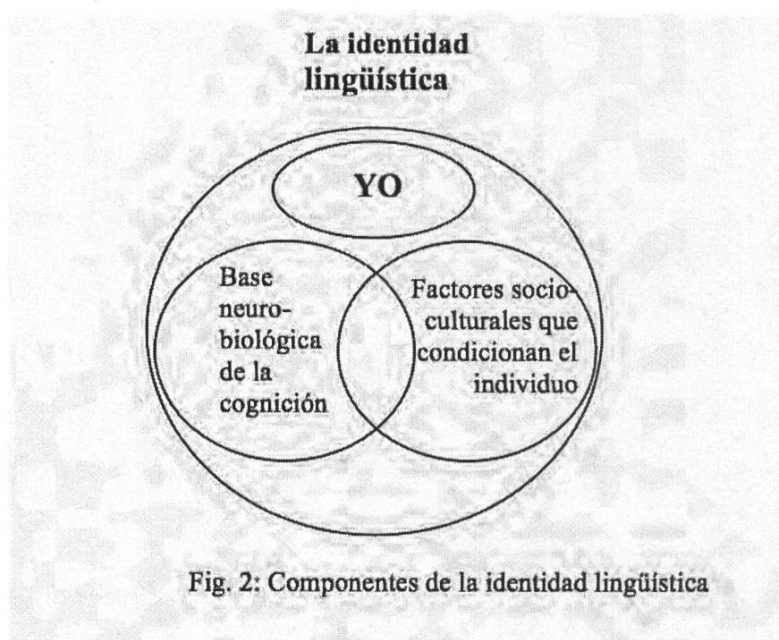 La identidad
lingüística
YO
Base
neuro-
biológica
de la
cognición
Factores socio-
culturales que
condicionan el
individuo
Fig. 2: Componentes de la identidad lingüística